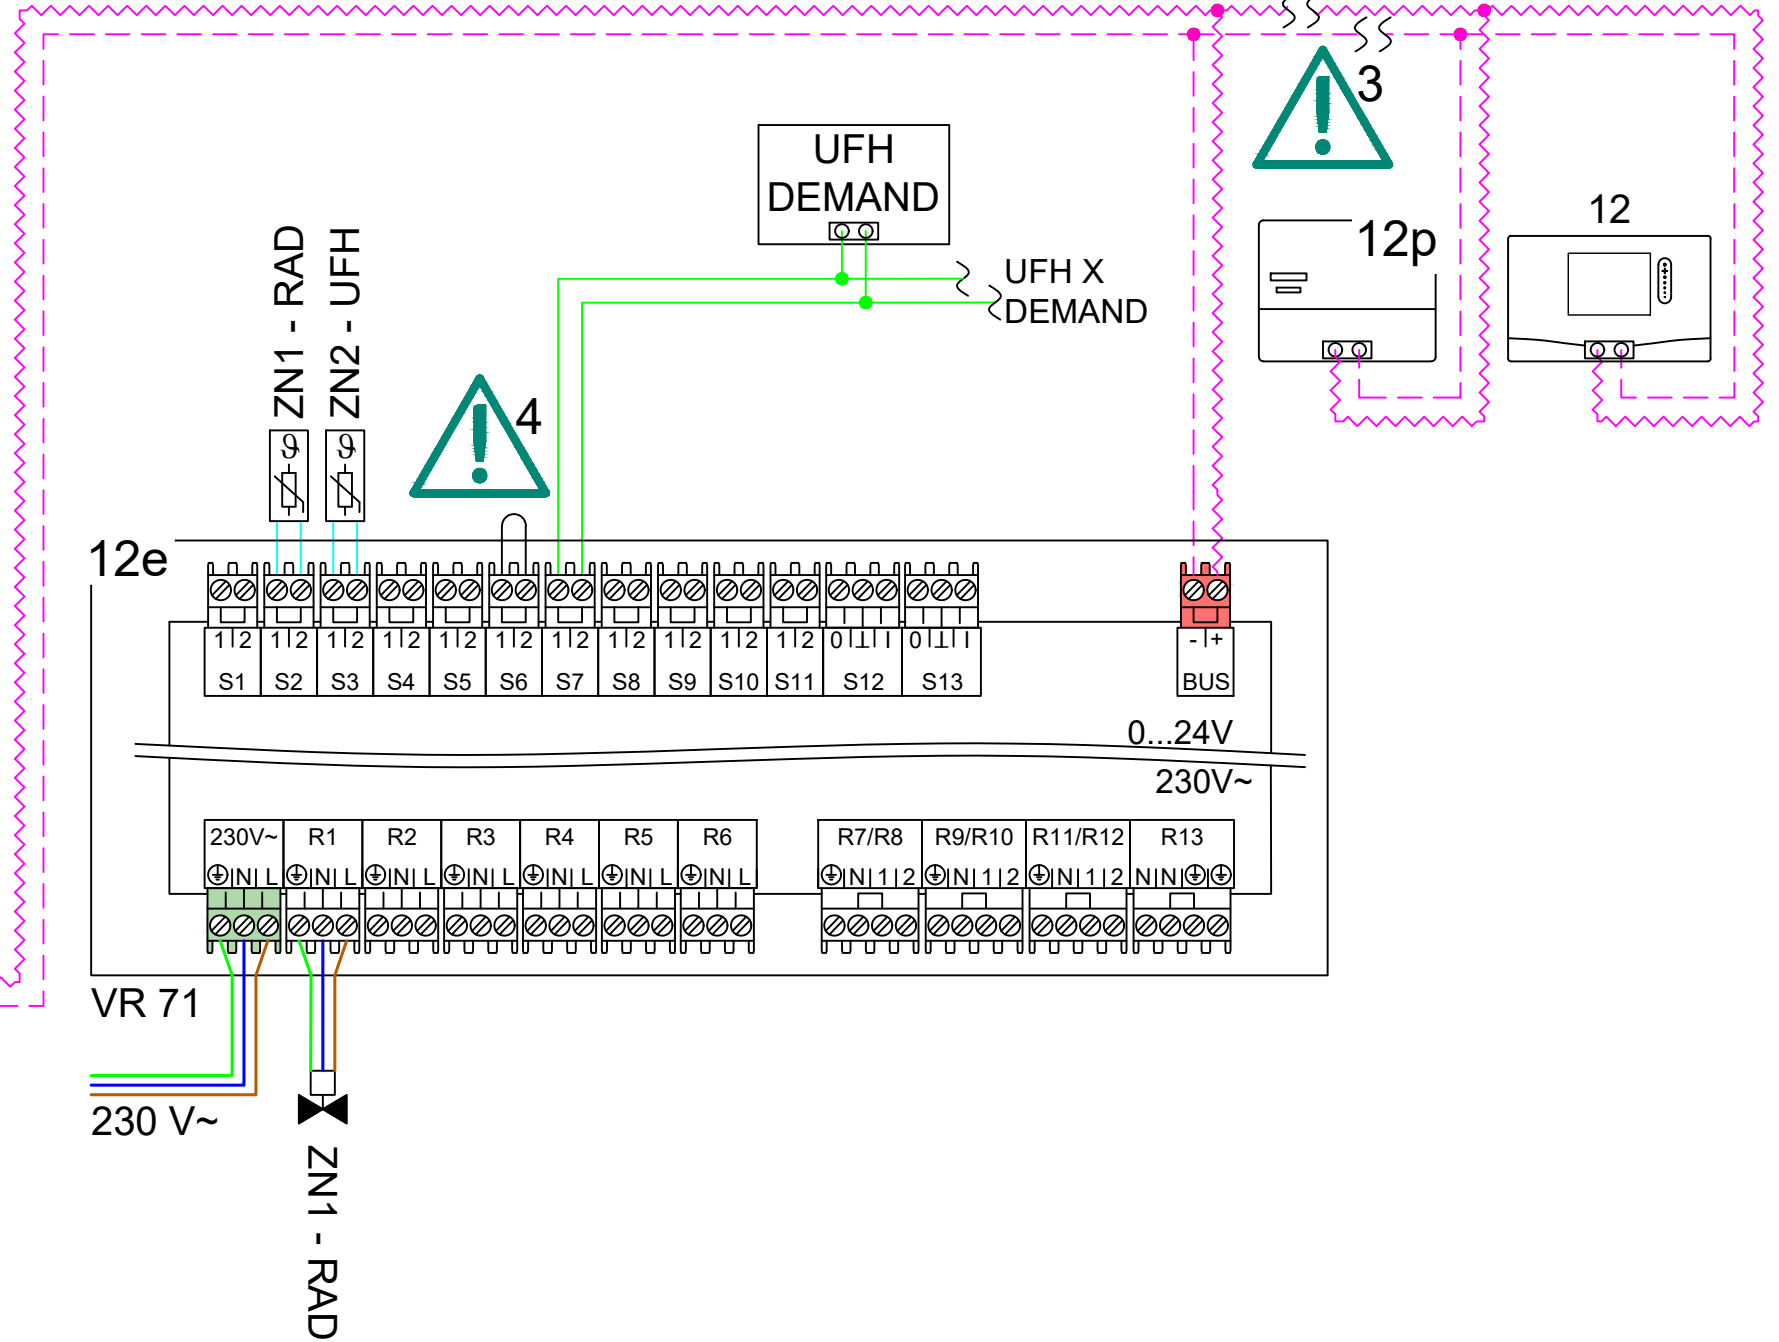 3
UFH
DEMAND
12
12p
ZN1 - RAD
ZN2 - UFH
UFH X
DEMAND
ϑ ϑ
4
12e
1 2 1 2 1 2 1 2 1 2 1 2 1 2 1 2 1 2 1 2 1 2 0 ⊥ I 0 ⊥ I - +
S1 S2 S3 S4 S5 S6 S7 S8 S9 S10 S11 S12 S13 BUS
0...24V
230V~
230V~ R1 R2 R3 R4 R5 R6 R7/R8 R9/R10 R11/R12 R13
⏚ N L ⏚ N L ⏚ N L ⏚ N L ⏚ N L ⏚ N L ⏚ N L ⏚ N 1 2 ⏚ N 1 2 ⏚ N 1 2 N N ⏚ ⏚
VR 71
230 V~
ZN1 - RAD